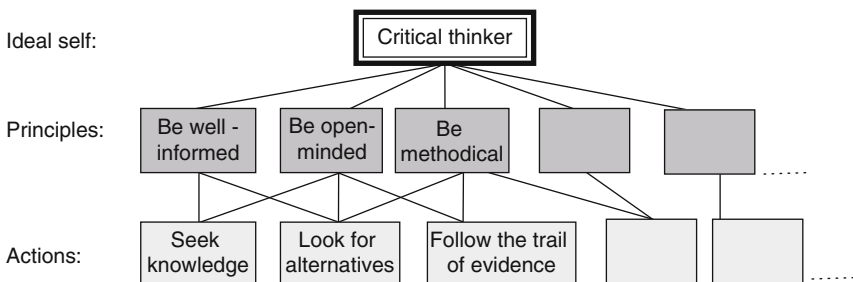 Ideal self:
Critical thinker
Principles:
Be well -
informed
Be open-
minded
Be
methodical
Actions:
Seek
knowledge
Look for
alternatives
Follow the trail
of evidence